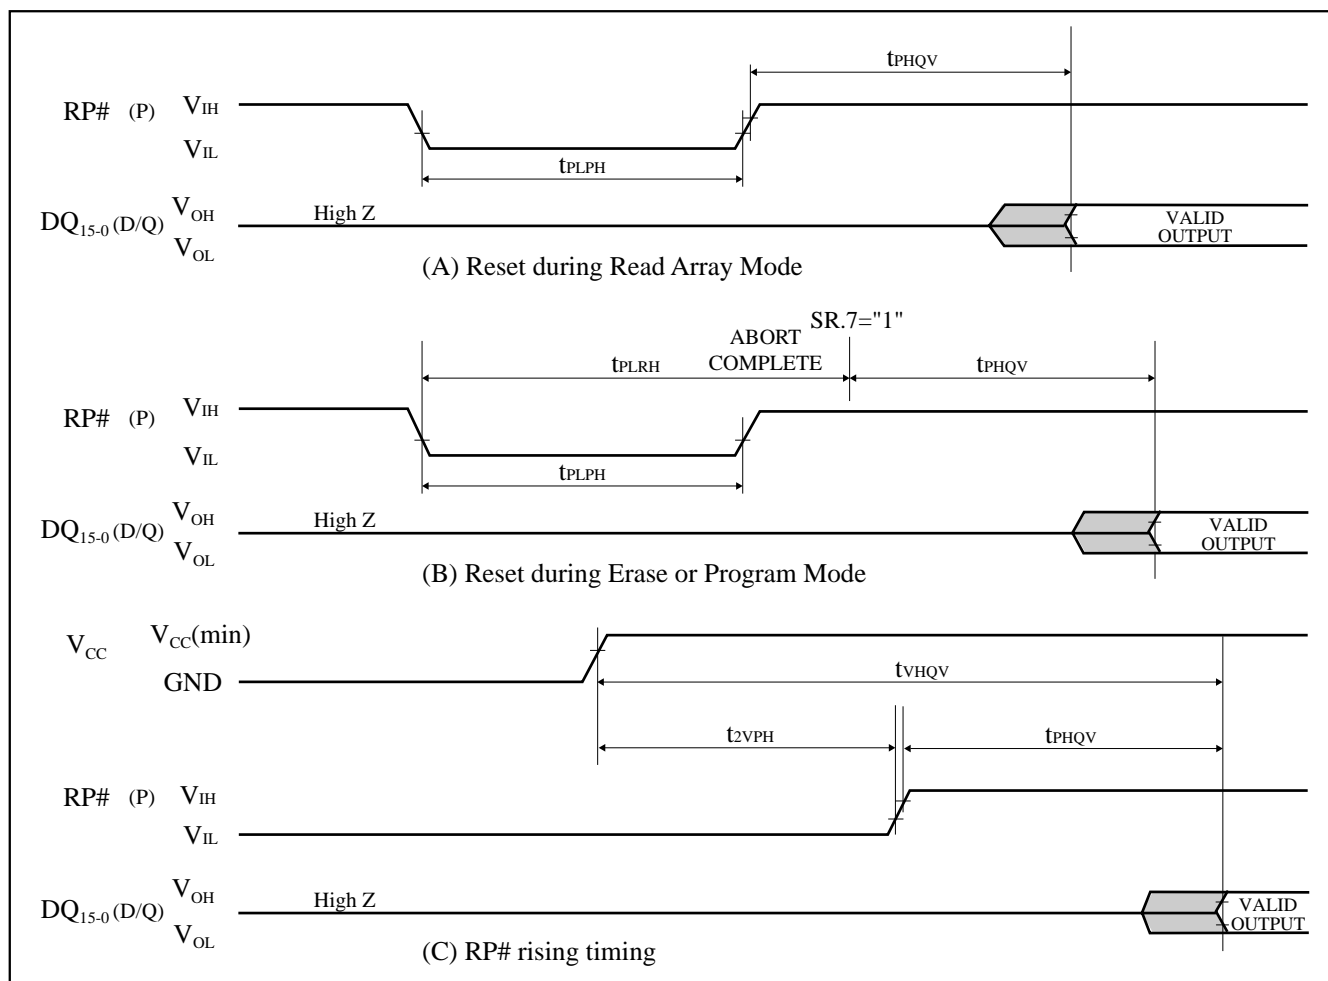 tPHQV
RP# (P) VIH
VIL
tPLPH
DQ15-0 (D/Q) VOH
High Z
VALID
OUTPUT
VOL
(A) Reset during Read Array Mode
SR.7="1"
ABORT
COMPLETE
tPLRH
tPHQV
RP# (P) VIH
VIL
tPLPH
DQ15-0 (D/Q) VOH
High Z
VALID
OUTPUT
VOL
(B) Reset during Erase or Program Mode
VCC VCC(min)
GND
tVHQV
t2VPH
tPHQV
RP# (P) VIH
VIL
DQ15-0 (D/Q) VOH
High Z
VALID
OUTPUT
VOL
(C) RP# rising timing